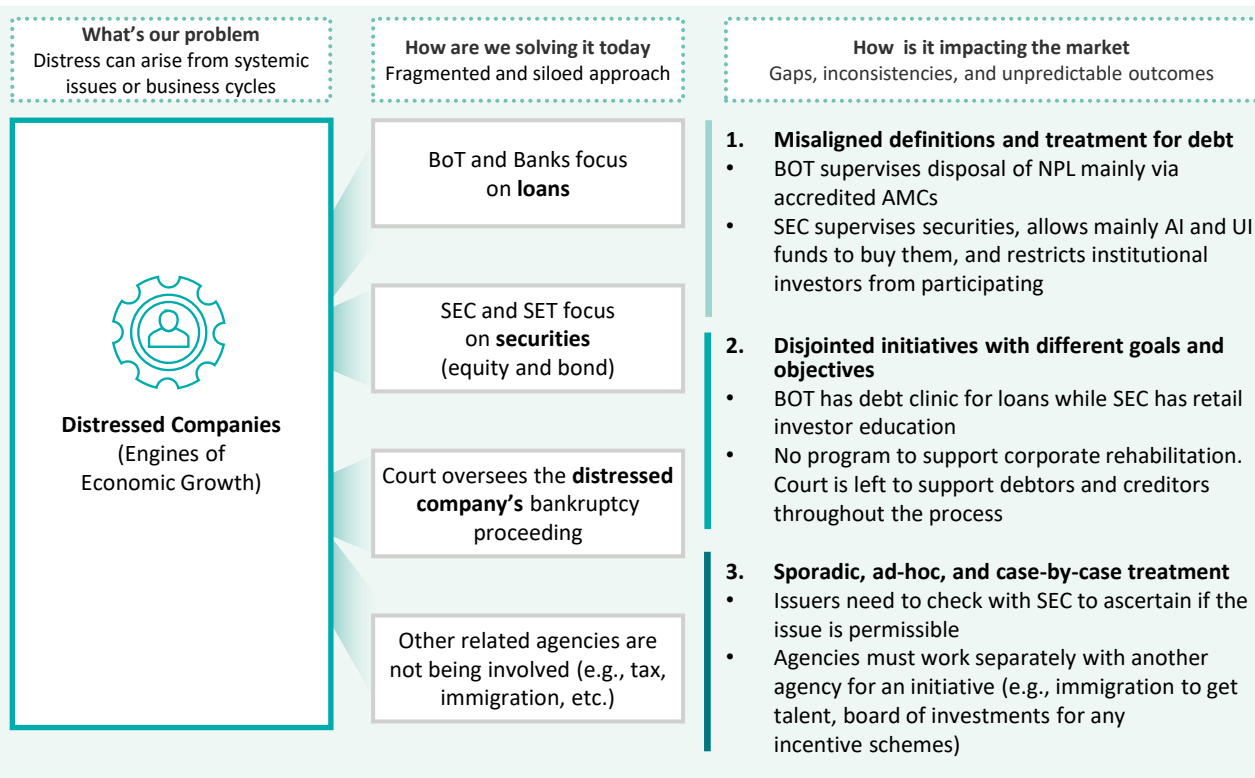 What's our problem
Distress can arise from systemic
issues or business cycles
How are we solving it today
Fragmented and siloed approach
How is it impacting the market
Gaps, inconsistencies, and unpredictable outcomes
Distressed Companies
(Engines of
Economic Growth)
BoT and Banks focus
on loans
SEC and SET focus
on securities
(equity and bond)
Court oversees the distressed
company's bankruptcy
proceeding
Other related agencies are
not being involved (e.g., tax,
immigration, etc.)
1. Misaligned definitions and treatment for debt
• BOT supervises disposal of NPL mainly via
accredited AMCs
• SEC supervises securities, allows mainly AI and UI
funds to buy them, and restricts institutional
investors from participating
2. Disjointed initiatives with different goals and
objectives
• BOT has debt clinic for loans while SEC has retail
investor education
• No program to support corporate rehabilitation.
Court is left to support debtors and creditors
throughout the process
3. Sporadic, ad-hoc, and case-by-case treatment
• Issuers need to check with SEC to ascertain if the
issue is permissible
• Agencies must work separately with another
agency for an initiative (e.g., immigration to get
talent, board of investments for any
incentive schemes)